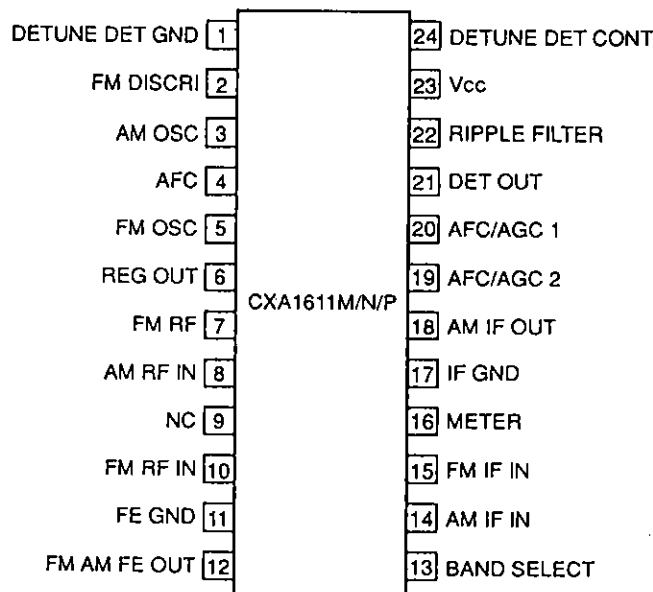 DETUNE DET GND 1 24 DETUNE DET CONT
FM DISCRI 2 23 Vcc
AM OSC 3 22 RIPPLE FILTER
AFC 4 21 DET OUT
FM OSC 5 20 AFC/AGC 1
REG OUT 6 19 AFC/AGC 2
CXA1611M/N/P
FM RF 7 18 AM IF OUT
AM RF IN 8 17 IF GND
NC 9 16 METER
FM RF IN 10 15 FM IF IN
FE GND 11 14 AM IF IN
FM AM FE OUT 12 13 BAND SELECT